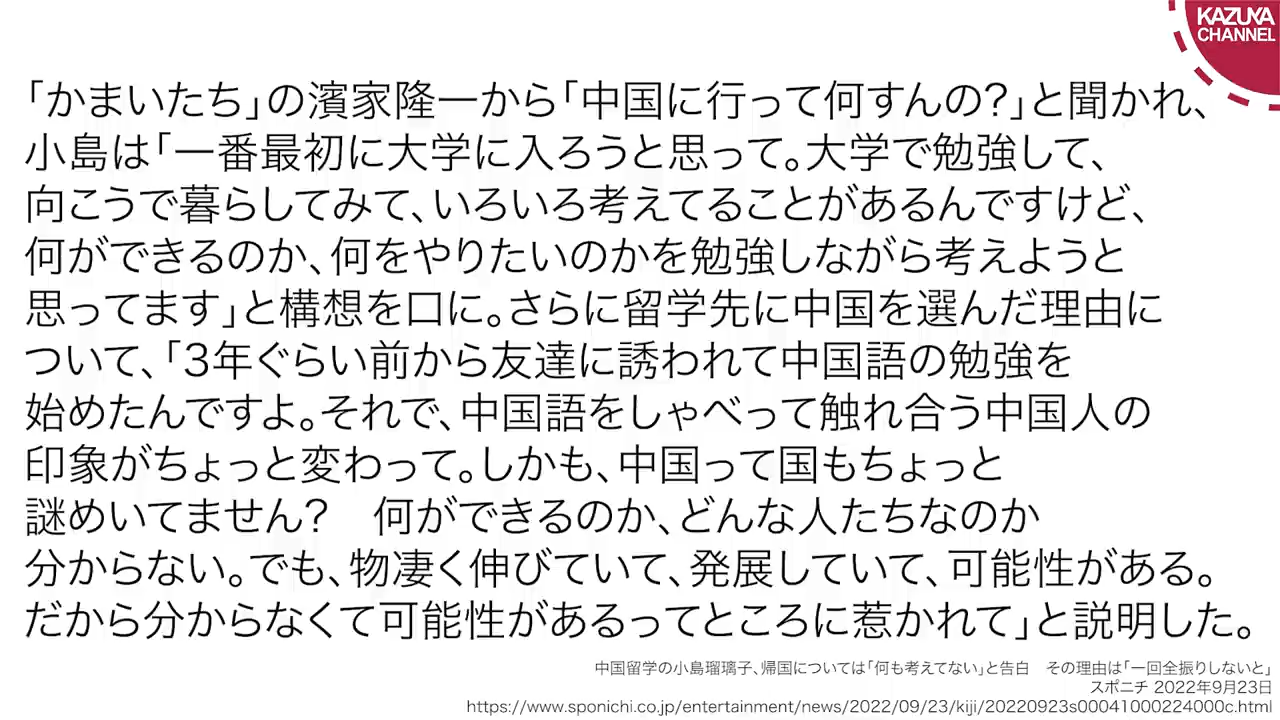 KAZUYA
CHANNEL
「かまいたち」の濱家隆一から「中国に行って何すんの?」と聞かれ、
小島は「一番最初に大学に入ろうと思って。大学で勉強して、
向こうで暮らしてみて、いろいろ考えてることがあるんですけど、
何ができるのか、何をやりたいのかを勉強しながら考えようと
思ってます」と構想を口に。さらに留学先に中国を選んだ理由に
ついて、「3年ぐらい前から友達に誘われて中国語の勉強を
始めたんですよ。それで、中国語をしゃべって触れ合う中国人の
印象がちょっと変わって。しかも、中国って国もちょっと
謎めいてません?　何ができるのか、どんな人たちなのか
分からない。でも、物凄く伸びていて、発展していて、可能性がある。
だから分からなくて可能性があるってところに惹かれて」と説明した。
中国留学の小島瑠璃子、帰国については「何も考えてない」と告白　その理由は「一回全振りしないと」
スポニチ 2022年9月23日
https://www.sponichi.co.jp/entertainment/news/2022/09/23/kiji/20220923s00041000224000c.html